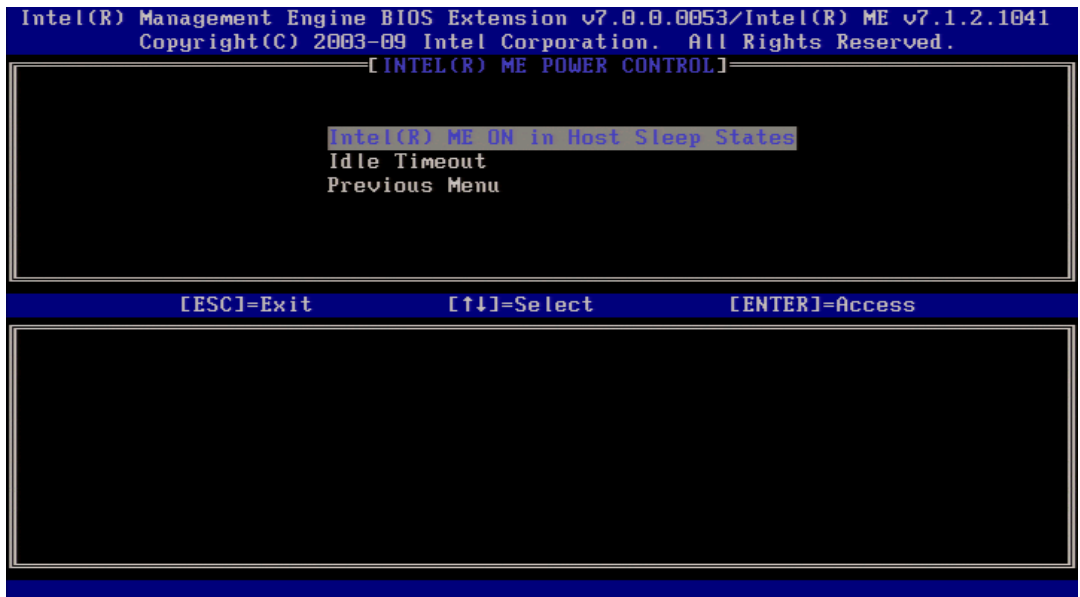 Intel(R) Management Engine BIOS Extension v7.0.0.0053/Intel(R) ME v7.1.2.1041
Copyright(C) 2003-09 Intel Corporation. All Rights Reserved.
[INTEL(R) ME POWER CONTROL]
Intel(R) ME ON in Host Sleep States
Idle Timeout
Previous Menu
[ESC]=Exit [↑↓]=Select [ENTER]=Access